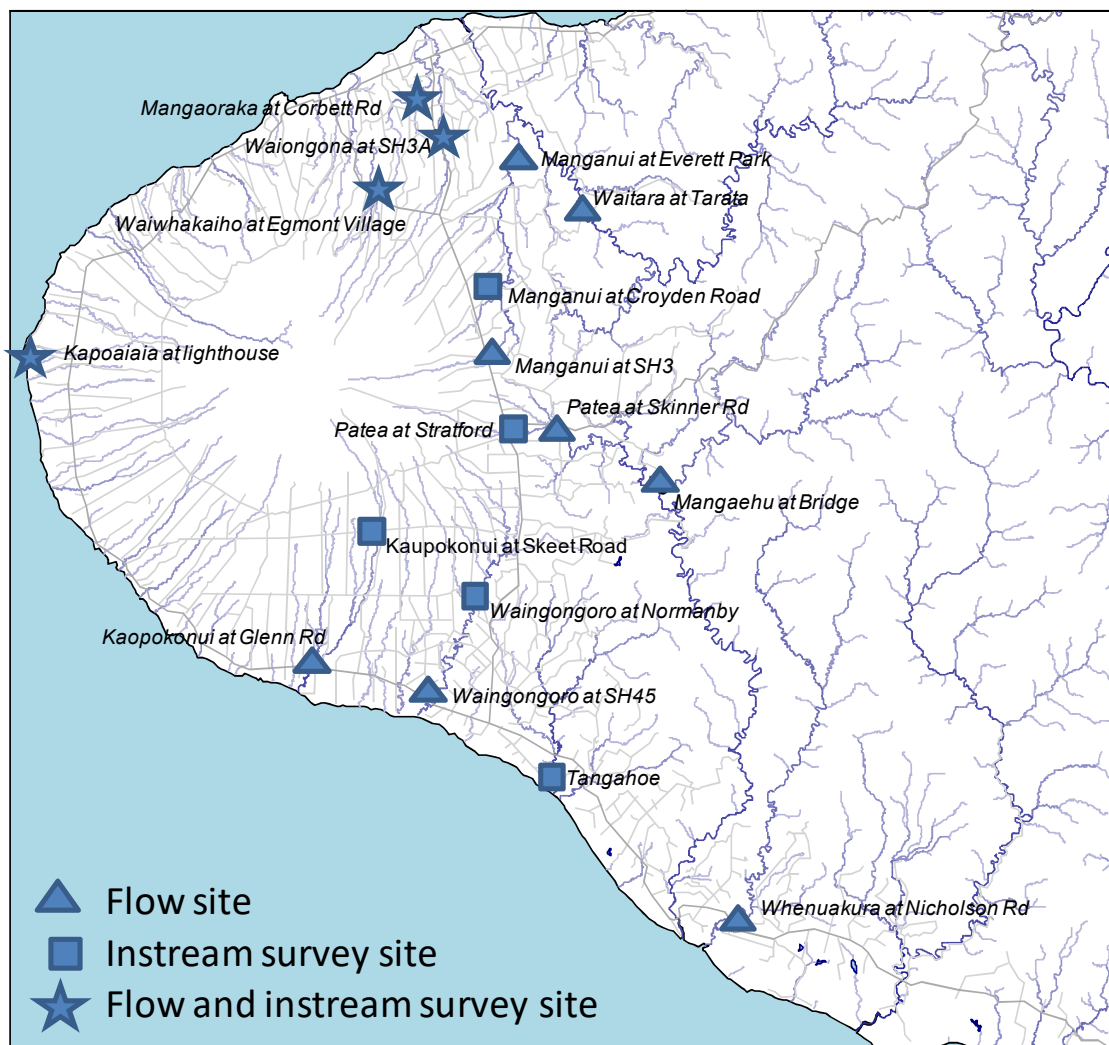 Mangaoraka at Corbett Rd
Waiongona at SH3A
Manganui at Everett Park
Waitara at Tarata
Waiwhakaiho at Egmont Village
Manganui at Croyden Road
Kapoaiaia at lighthouse
Manganui at SH3
Patea at Skinner Rd
Patea at Stratford
Mangaehu at Bridge
Kaupokonui at Skeet Road
Waingongoro at Normanby
Kaopokonui at Glenn Rd
Waingongoro at SH45
Tangahoe
Whenuakura at Nicholson Rd
Flow site
Instream survey site
Flow and instream survey site